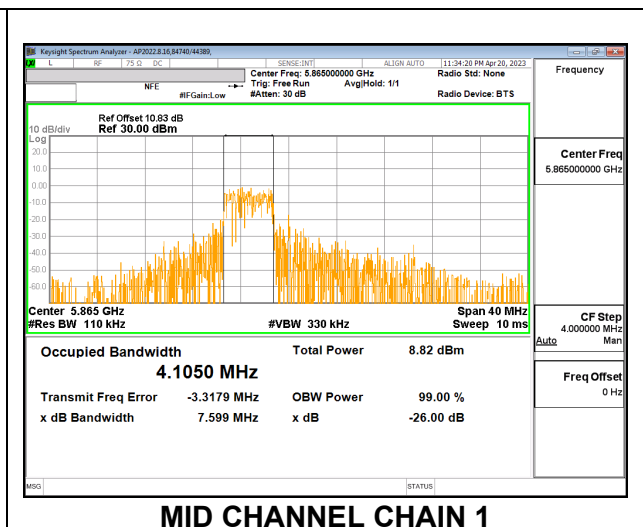 Keysight Spectrum Analyzer - AP2022.8.16,84740/44389,
L RF 75 Ω DC SENSE:INT ALIGN AUTO 11:34:20 PM Apr 20, 2023
Center Freq: 5.865000000 GHz Radio Std: None
NFE Trig: Free Run Avg|Hold: 1/1
#IFGain:Low #Atten: 30 dB Radio Device: BTS
Frequency
Ref Offset 10.83 dB
10 dB/div Ref 30.00 dBm
Log
20.0
10.0
0.00
-10.0
-20.0
-30.0
-40.0
-50.0
-60.0
Center 5.865 GHz Span 40 MHz
#Res BW 110 kHz #VBW 330 kHz Sweep 10 ms
Center Freq
5.865000000 GHz
CF Step
4.000000 MHz
Auto Man
Freq Offset
0 Hz
Occupied Bandwidth Total Power 8.82 dBm
4.1050 MHz
Transmit Freq Error -3.3179 MHz OBW Power 99.00 %
x dB Bandwidth 7.599 MHz x dB -26.00 dB
MSG STATUS
MID CHANNEL CHAIN 1